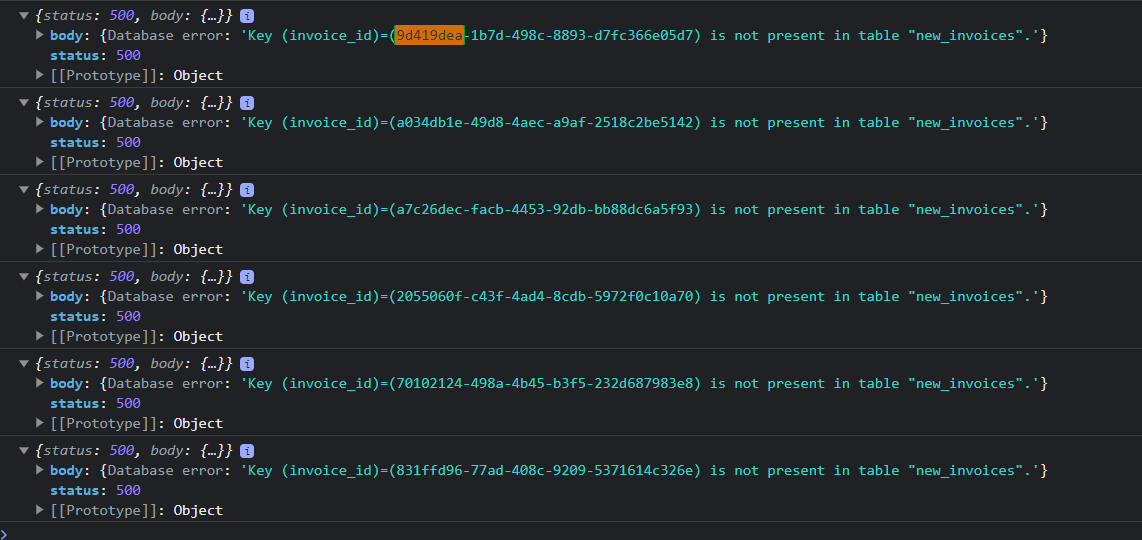 ▼ {status: 500, body: {…}} i
▶ body: {Database error: 'Key (invoice_id)=(9d419dea-1b7d-498c-8893-d7fc366e05d7) is not present in table "new_invoices".'}
status: 500
▶ [[Prototype]]: Object
▼ {status: 500, body: {…}} i
▶ body: {Database error: 'Key (invoice_id)=(a034db1e-49d8-4aec-a9af-2518c2be5142) is not present in table "new_invoices".'}
status: 500
▶ [[Prototype]]: Object
▼ {status: 500, body: {…}} i
▶ body: {Database error: 'Key (invoice_id)=(a7c26dec-facb-4453-92db-bb88dc6a5f93) is not present in table "new_invoices".'}
status: 500
▶ [[Prototype]]: Object
▼ {status: 500, body: {…}} i
▶ body: {Database error: 'Key (invoice_id)=(2055060f-c43f-4ad4-8cdb-5972f0c10a70) is not present in table "new_invoices".'}
status: 500
▶ [[Prototype]]: Object
▼ {status: 500, body: {…}} i
▶ body: {Database error: 'Key (invoice_id)=(70102124-498a-4b45-b3f5-232d687983e8) is not present in table "new_invoices".'}
status: 500
▶ [[Prototype]]: Object
▼ {status: 500, body: {…}} i
▶ body: {Database error: 'Key (invoice_id)=(831ffd96-77ad-408c-9209-5371614c326e) is not present in table "new_invoices".'}
status: 500
▶ [[Prototype]]: Object
>